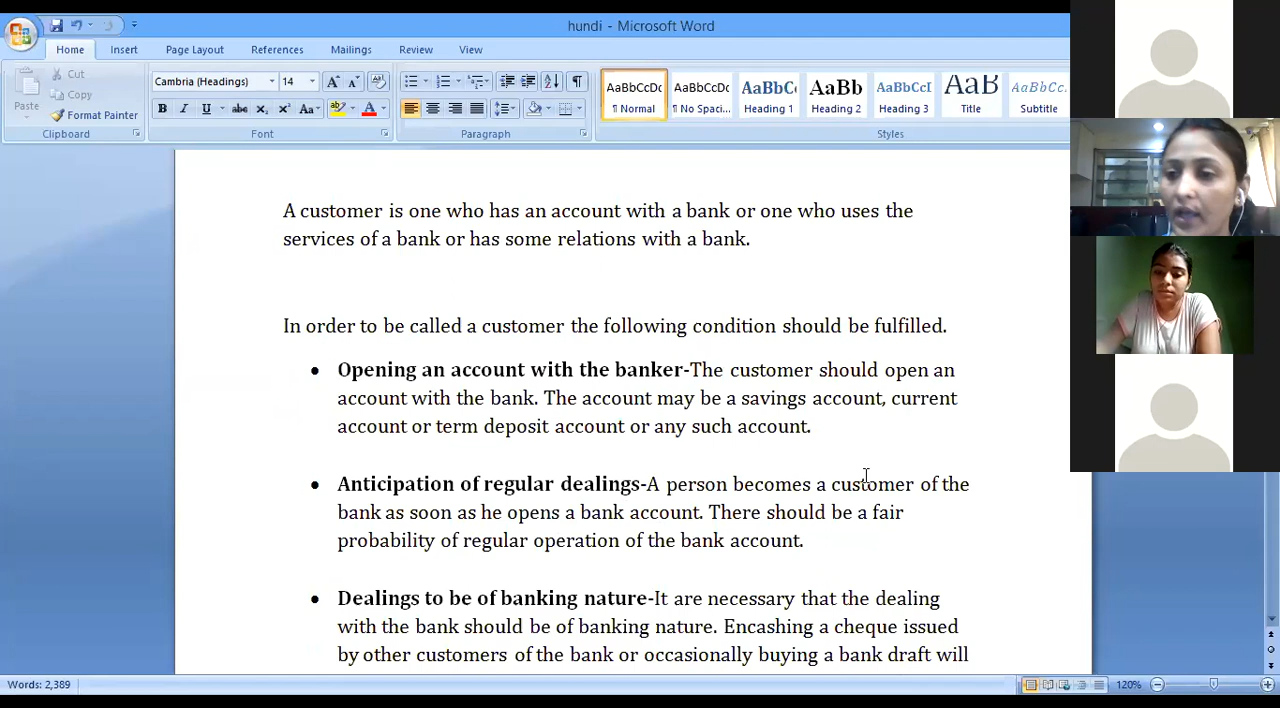 hundi - Microsoft Word
Home Insert Page Layout References Mailings Review View
Cut
Copy
Paste
Format Painter
Clipboard
Cambria (Headings) 14
Font
Paragraph
AaBbCcDc AaBbCcDc AaBbC AaBb AaBbCcI AaB AaBbCc.
¶ Normal ¶ No Spaci... Heading 1 Heading 2 Heading 3 Title Subtitle
Styles
A customer is one who has an account with a bank or one who uses the
services of a bank or has some relations with a bank.
In order to be called a customer the following condition should be fulfilled.
• Opening an account with the banker-The customer should open an
account with the bank. The account may be a savings account, current
account or term deposit account or any such account.
• Anticipation of regular dealings-A person becomes a customer of the
bank as soon as he opens a bank account. There should be a fair
probability of regular operation of the bank account.
• Dealings to be of banking nature-It are necessary that the dealing
with the bank should be of banking nature. Encashing a cheque issued
by other customers of the bank or occasionally buying a bank draft will
Words: 2,389
120%